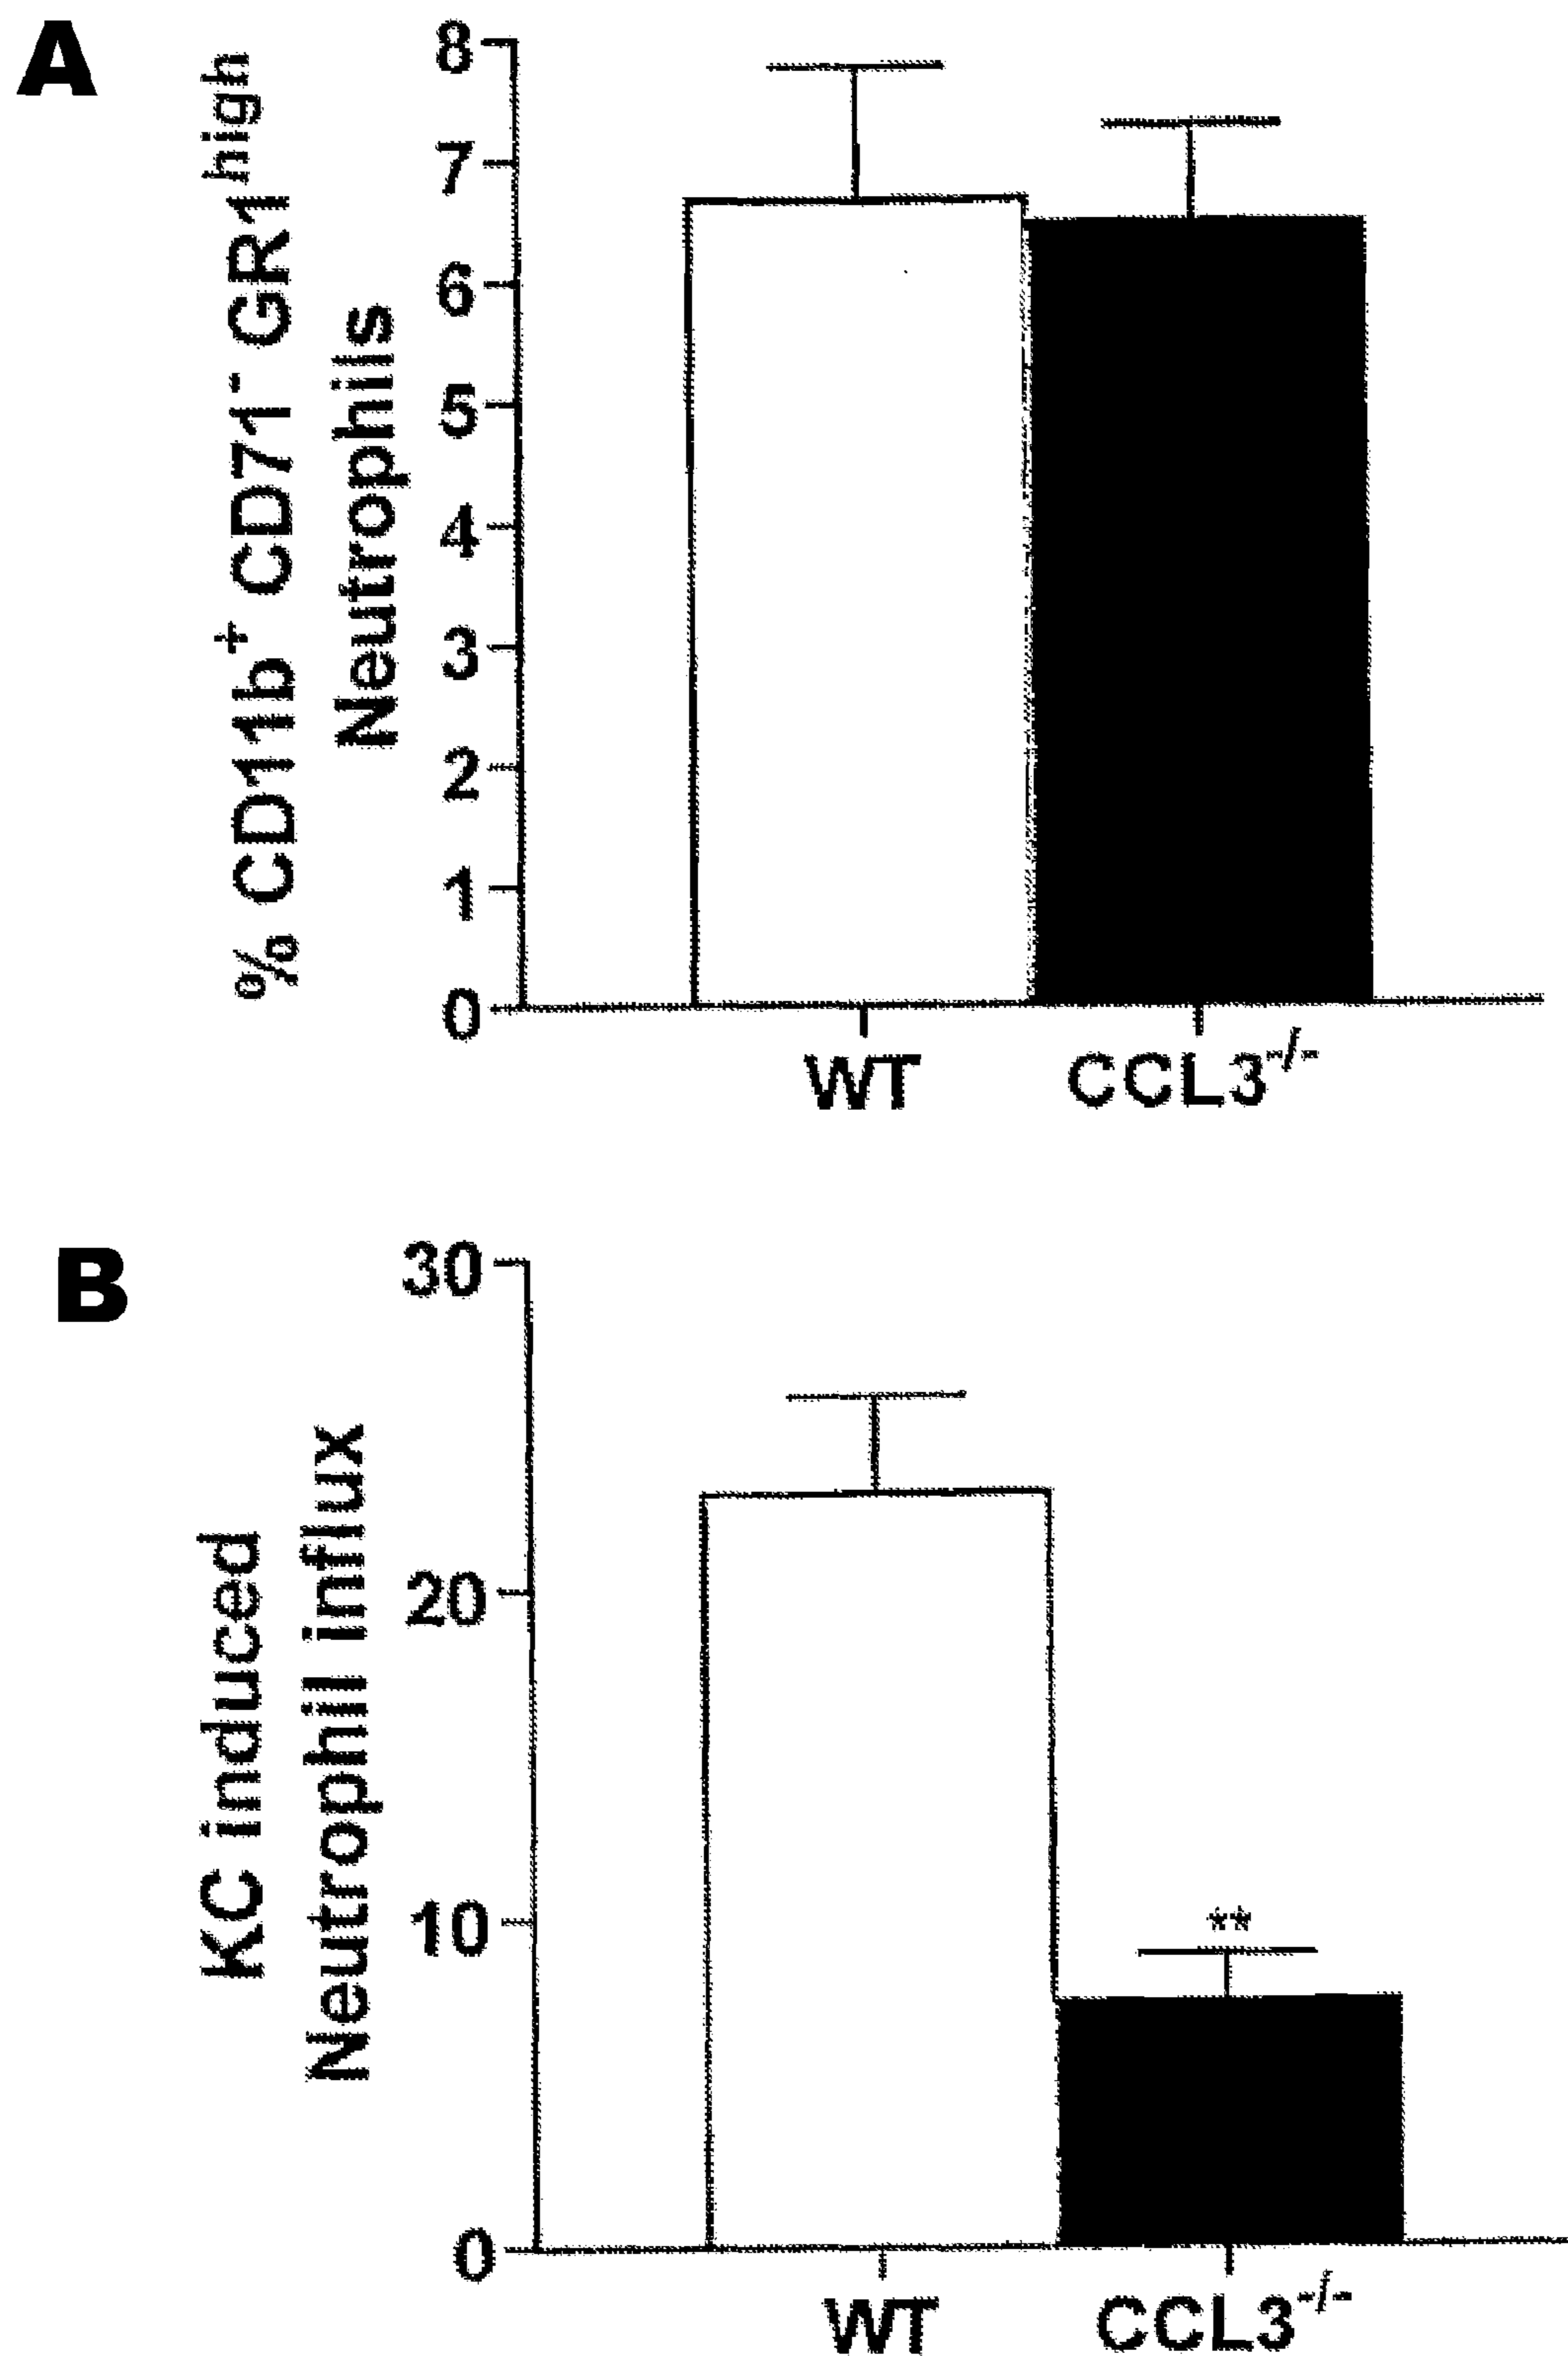 A
% CD11b⁺ CD71⁻ GR1ʰⁱᵍʰ
Neutrophils
8
7
6
5
4
3
2
1
0
WT CCL3⁻/⁻
B
KC induced
Neutrophil influx
30
20
10
0
**
WT CCL3⁻/⁻